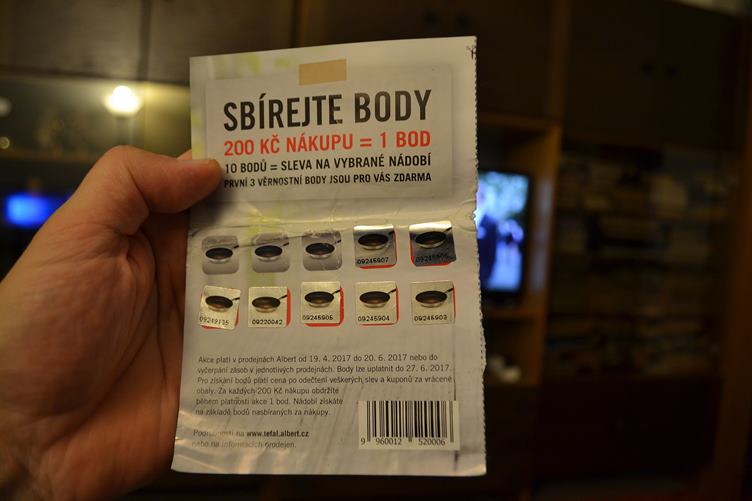 SBÍREJTE BODY
200 KČ NÁKUPU = 1 BOD
10 BODŮ = SLEVA NA VYBRANÉ NÁDOBÍ
PRVNÍ 3 VĚRNOSTNÍ BODY JSOU PRO VÁS ZDARMA
09245907
09220042 09245905 09245904 09245903
Akce platí v prodejnách Albert od 19. 4. 2017 do 20. 6. 2017 nebo do
vyčerpání zásob v jednotlivých prodejnách. Body lze uplatnit do 27. 6. 2017.
Pro získání bodů platí cena po odečtení veškerých slev a kuponů za vrácené
obaly. Za každých 200 Kč nákupu obdržíte
během platnosti akce 1 bod. Nádobí získáte
na základě bodů nasbíraných za nákupy.
Podrobnosti na www.tefal.albert.cz
nebo na informacích prodejen.
9 960012 520006